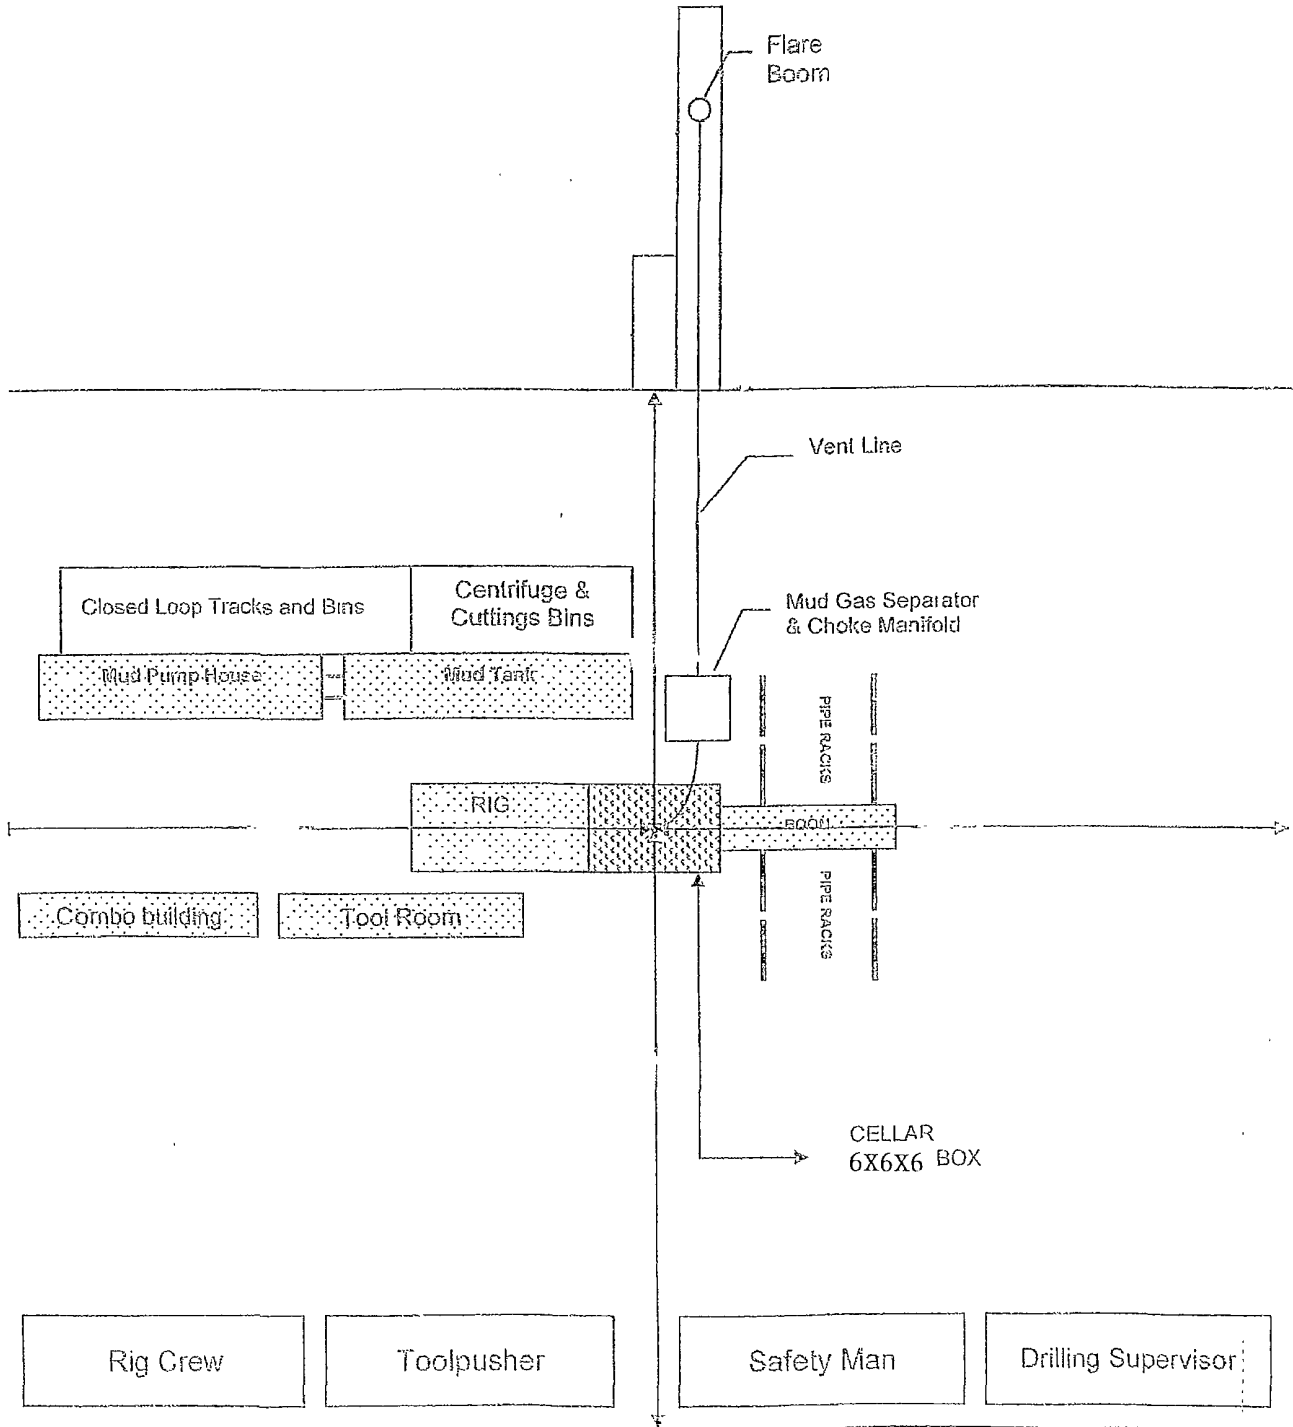 Flare
Boom
Vent Line
Closed Loop Tracks and Bins
Centrifuge &
Cuttings Bins
Mud Gas Separator
& Choke Manifold
Mud Pump House
Mud Tank
PIPE RACKS
RIG
BOOM
PIPE RACKS
Combo building
Tool Room
CELLAR
6X6X6 BOX
Rig Crew
Toolpusher
Safety Man
Drilling Supervisor